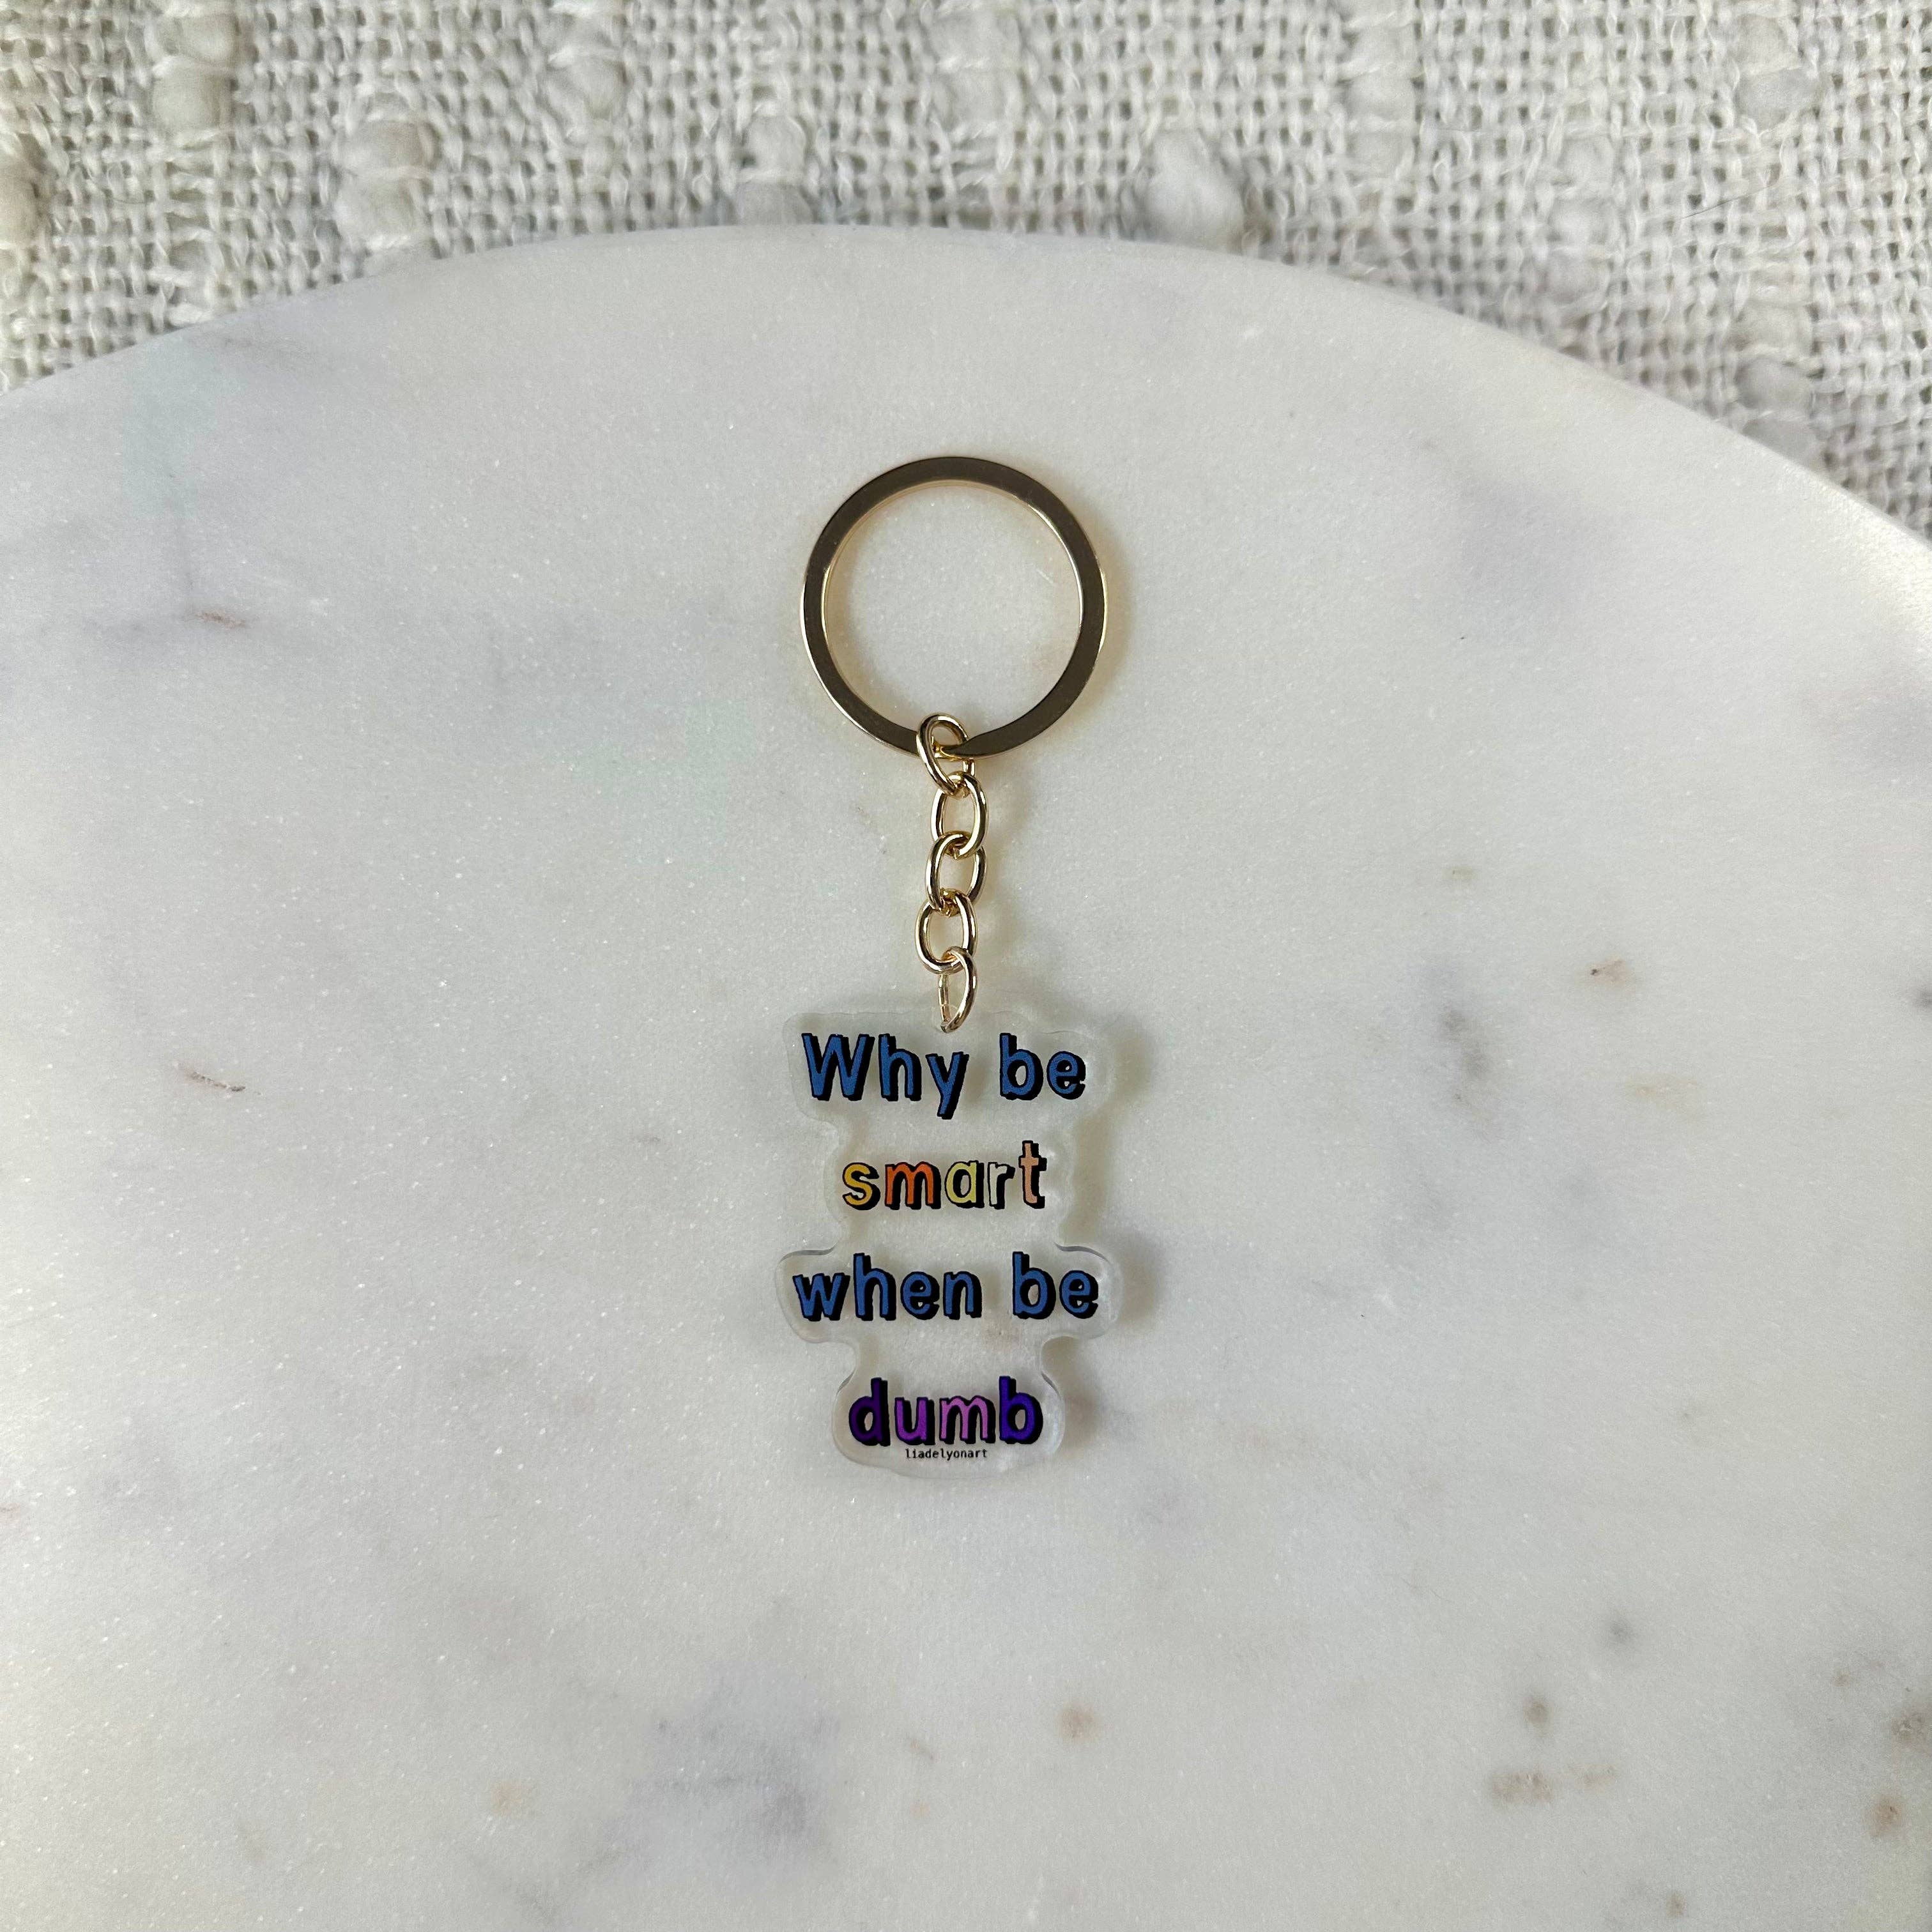 Why be
smart
when be
dumb
liadelyonart